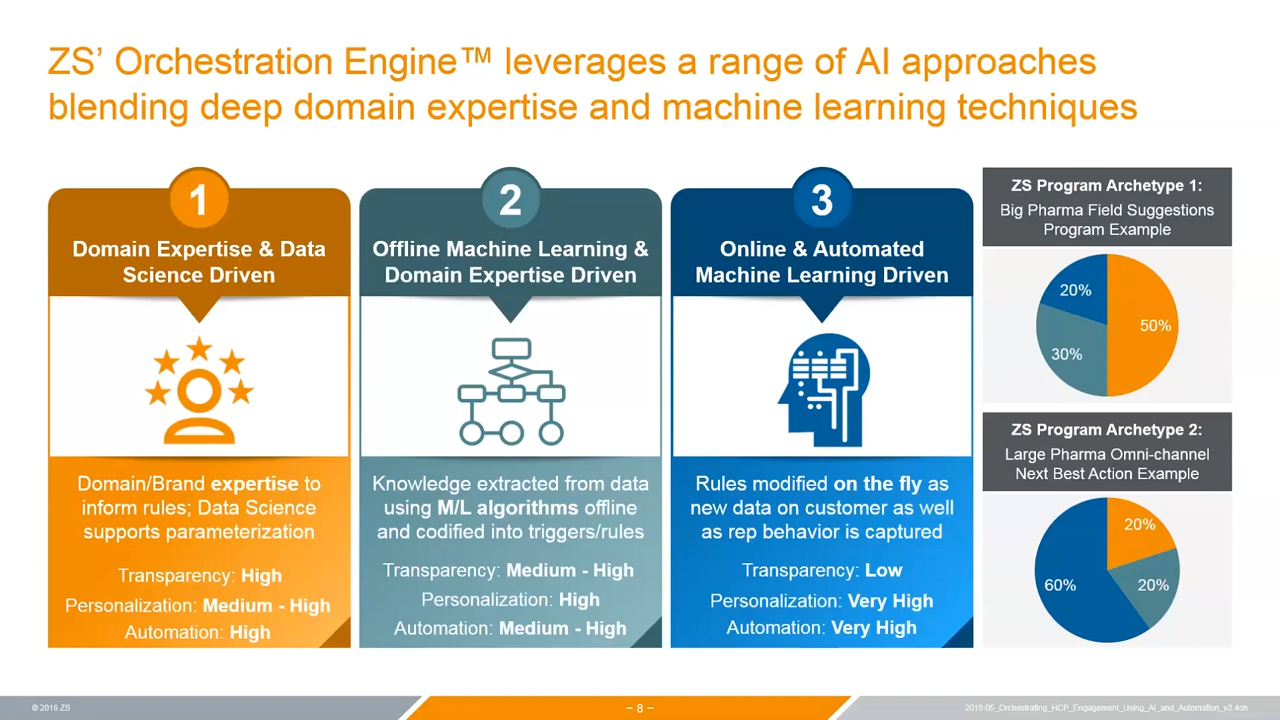 ZS’ Orchestration Engine™ leverages a range of AI approaches
blending deep domain expertise and machine learning techniques
1
Domain Expertise & Data
Science Driven
Domain/Brand expertise to
inform rules; Data Science
supports parameterization
Transparency: High
Personalization: Medium - High
Automation: High
2
Offline Machine Learning &
Domain Expertise Driven
Knowledge extracted from data
using M/L algorithms offline
and codified into triggers/rules
Transparency: Medium - High
Personalization: High
Automation: Medium - High
3
Online & Automated
Machine Learning Driven
Rules modified on the fly as
new data on customer as well
as rep behavior is captured
Transparency: Low
Personalization: Very High
Automation: Very High
ZS Program Archetype 1:
Big Pharma Field Suggestions
Program Example
20%
50%
30%
ZS Program Archetype 2:
Large Pharma Omni-channel
Next Best Action Example
20%
60%
20%
© 2018 ZS
− 8 −
2018-05_Orchestrating_HCP_Engagement_Using_AI_and_Automation_v2.4oh